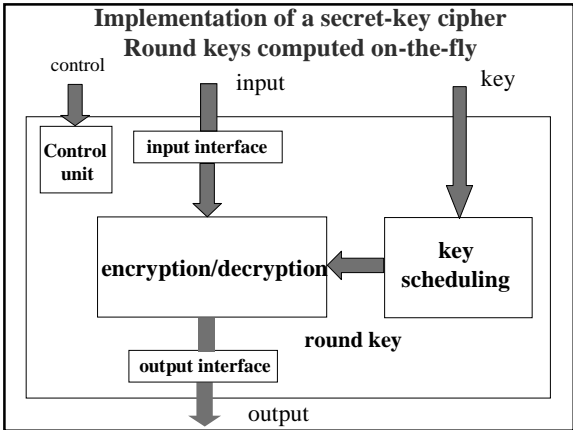 Implementation of a secret-key cipher
Round keys computed on-the-fly
control
input
key
Control
unit
input interface
encryption/decryption
key
scheduling
round key
output interface
output